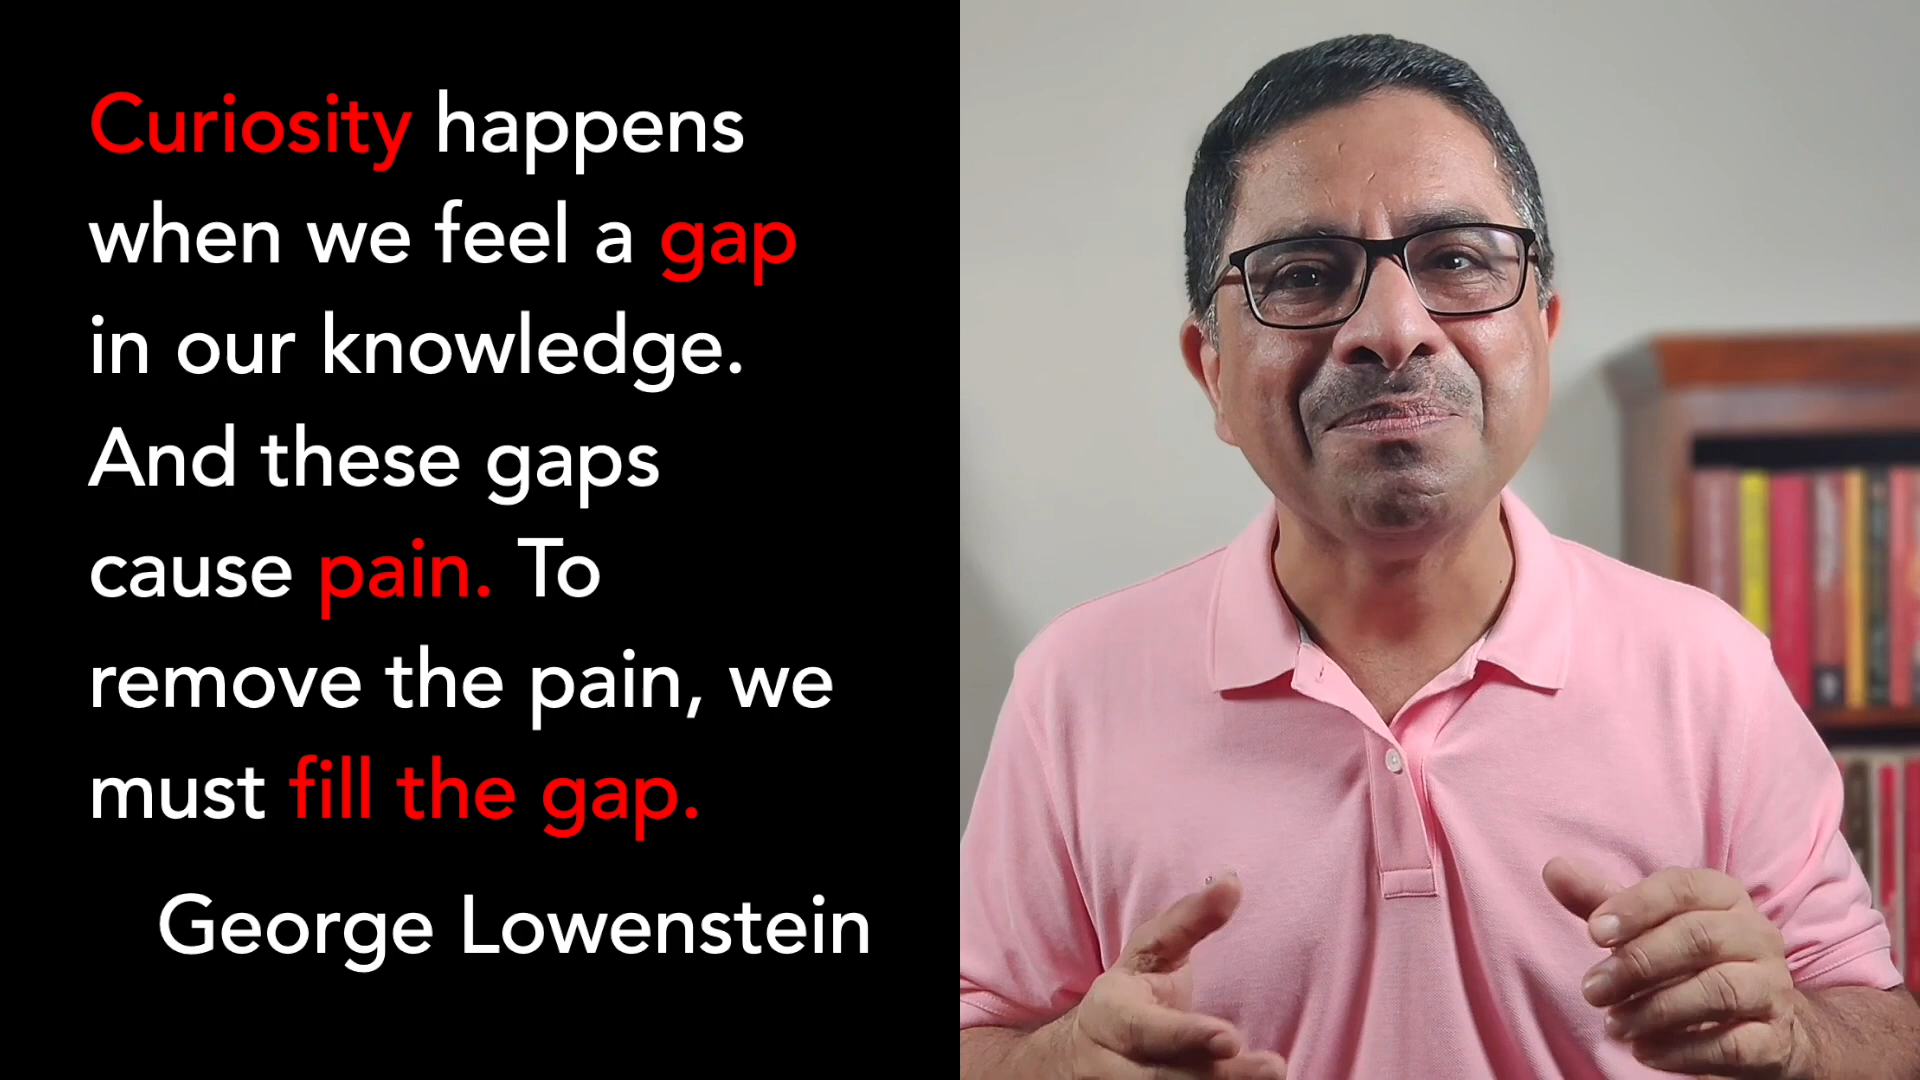 Curiosity happens
when we feel a gap
in our knowledge.
And these gaps
cause pain. To
remove the pain, we
must fill the gap.
George Lowenstein